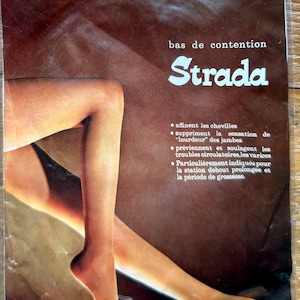 bas de contention
Strada
• affinent les chevilles
• suppriment la sensation de
"lourdeur" des jambes
• préviennent et soulagent les
troubles circulatoires, les varices
• Particulièrement indiqués pour
la station debout prolongée et
la période de grossesse.